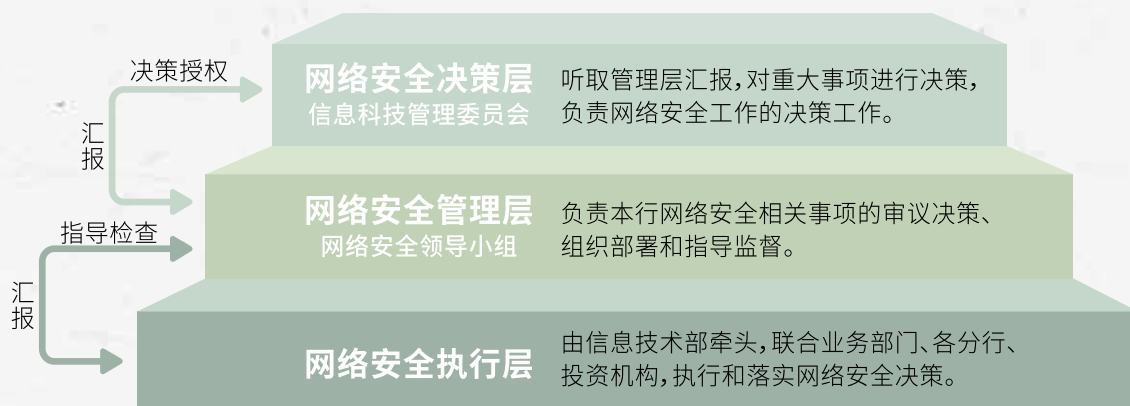 决策授权
汇报
网络安全决策层
信息科技管理委员会
听取管理层汇报，对重大事项进行决策，
负责网络安全工作的决策工作。
指导检查
汇报
网络安全管理层
网络安全领导小组
负责本行网络安全相关事项的审议决策、
组织部署和指导监督。
网络安全执行层
由信息技术部牵头，联合业务部门、各分行、
投资机构，执行和落实网络安全决策。